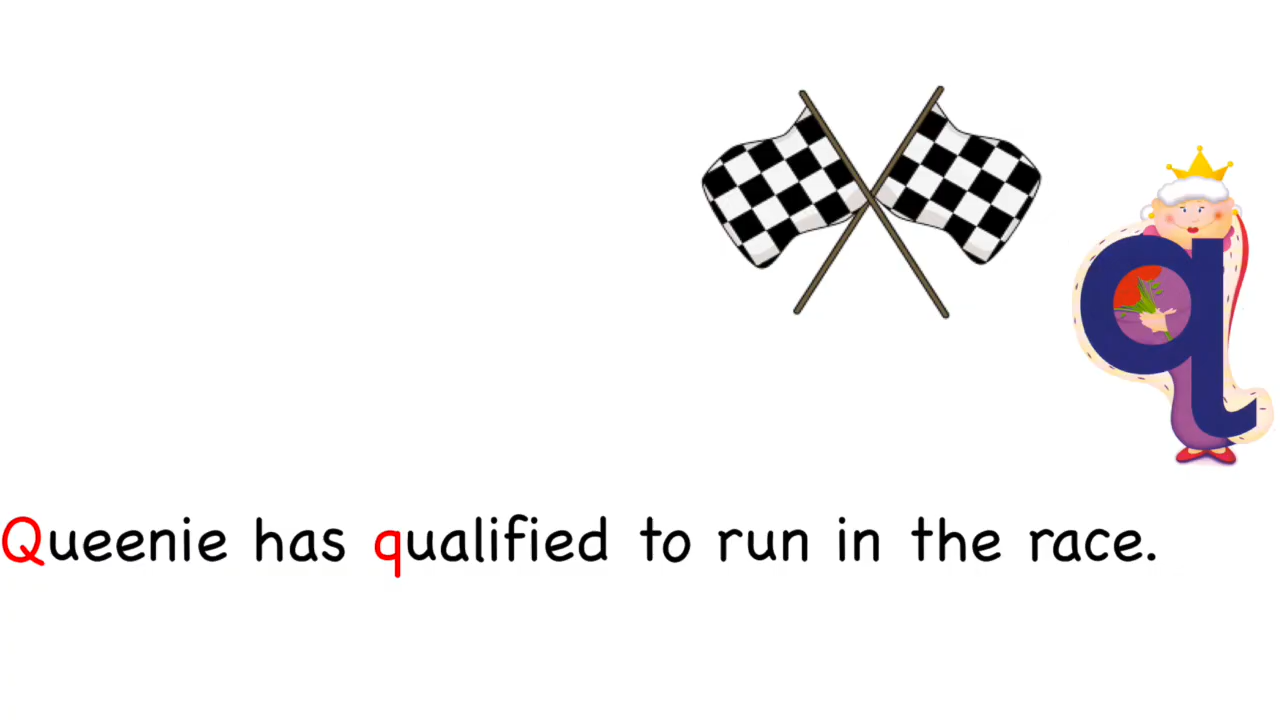 Queenie has qualified to run in the race.